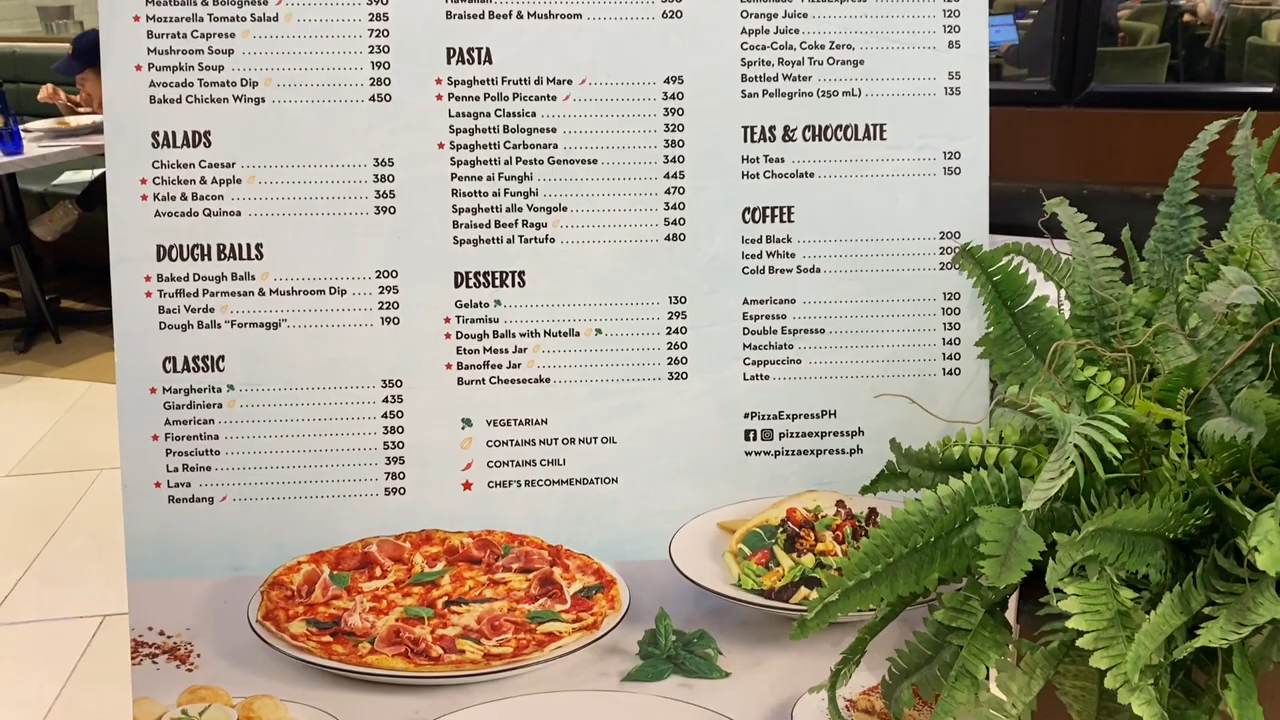 Meatballs & Bolognese 390
Mozzarella Tomato Salad 285
Burrata Caprese 720
Mushroom Soup 230
Pumpkin Soup 190
Avocado Tomato Dip 280
Baked Chicken Wings 450
SALADS
Chicken Caesar 365
Chicken & Apple 380
Kale & Bacon 365
Avocado Quinoa 390
DOUGH BALLS
Baked Dough Balls 200
Truffled Parmesan & Mushroom Dip 295
Baci Verde 220
Dough Balls “Formaggi” 190
CLASSIC
Margherita 350
Giardiniera 435
American 450
Fiorentina 380
Prosciutto 530
La Reine 395
Lava 780
Rendang 590
Braised Beef & Mushroom 620
PASTA
Spaghetti Frutti di Mare 495
Penne Pollo Piccante 340
Lasagna Classica 390
Spaghetti Bolognese 320
Spaghetti Carbonara 380
Spaghetti al Pesto Genovese 340
Penne ai Funghi 445
Risotto ai Funghi 470
Spaghetti alle Vongole 340
Braised Beef Ragu 540
Spaghetti al Tartufo 480
DESSERTS
Gelato 130
Tiramisu 295
Dough Balls with Nutella 240
Eton Mess Jar 260
Banoffee Jar 260
Burnt Cheesecake 320
VEGETARIAN
CONTAINS NUT OR NUT OIL
CONTAINS CHILI
CHEF'S RECOMMENDATION
Orange Juice 120
Apple Juice 120
Coca-Cola, Coke Zero, 85
Sprite, Royal Tru Orange
Bottled Water 55
San Pellegrino (250 mL) 135
TEAS & CHOCOLATE
Hot Teas 120
Hot Chocolate 150
COFFEE
Iced Black 200
Iced White 200
Cold Brew Soda 200
Americano 120
Espresso 100
Double Espresso 130
Macchiato 140
Cappuccino 140
Latte 140
#PizzaExpressPH
pizzaexpressph
www.pizzaexpress.ph